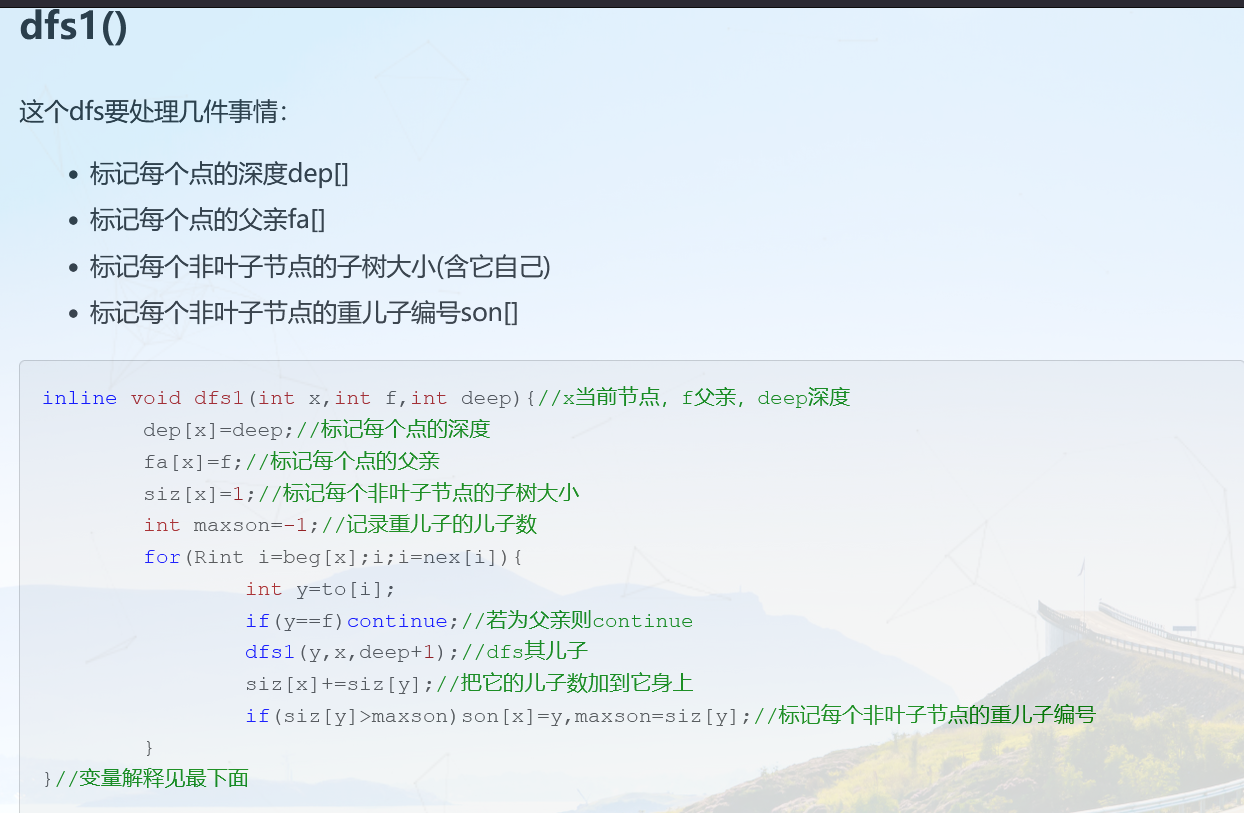 dfs1()
这个dfs要处理几件事情：
标记每个点的深度dep[]
标记每个点的父亲fa[]
标记每个非叶子节点的子树大小(含它自己)
标记每个非叶子节点的重儿子编号son[]
inline void dfs1(int x,int f,int deep){//x当前节点，f父亲，deep深度
dep[x]=deep;//标记每个点的深度
fa[x]=f;//标记每个点的父亲
siz[x]=1;//标记每个非叶子节点的子树大小
int maxson=-1;//记录重儿子的儿子数
for(Rint i=beg[x];i;i=nex[i]){
int y=to[i];
if(y==f)continue;//若为父亲则continue
dfs1(y,x,deep+1);//dfs其儿子
siz[x]+=siz[y];//把它的儿子数加到它身上
if(siz[y]>maxson)son[x]=y,maxson=siz[y];//标记每个非叶子节点的重儿子编号
}
}//变量解释见最下面